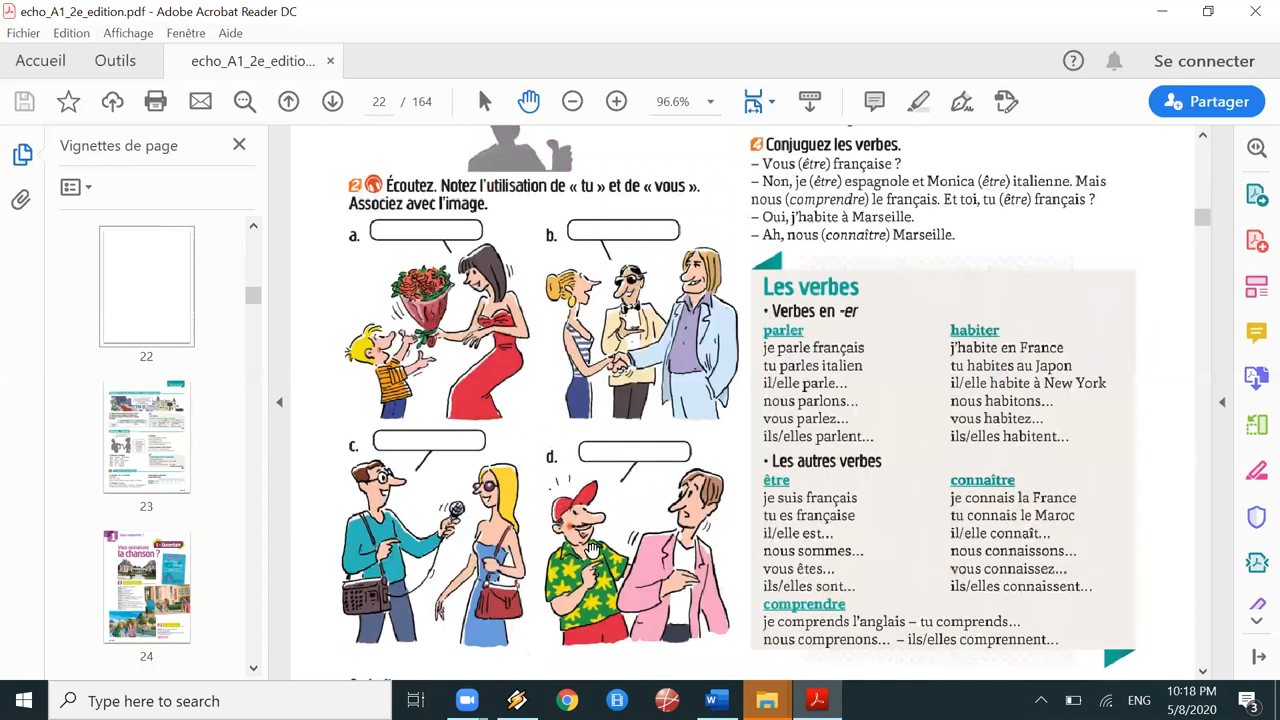 echo_A1_2e_edition.pdf - Adobe Acrobat Reader DC
Fichier Edition Affichage Fenêtre Aide
Accueil Outils echo_A1_2e_editio... × Se connecter
22 / 164 96.6% Partager
Vignettes de page
22
23
24
2 Écoutez. Notez l'utilisation de « tu » et de « vous ».
Associez avec l'image.
a. b.
c. d.
4 Conjuguez les verbes.
– Vous (être) française ?
– Non, je (être) espagnole et Monica (être) italienne. Mais
nous (comprendre) le français. Et toi, tu (être) français ?
– Oui, j'habite à Marseille.
– Ah, nous (connaître) Marseille.
Les verbes
• Verbes en -er
parler
je parle français
tu parles italien
il/elle parle...
nous parlons...
vous parlez...
ils/elles parlent...
habiter
j'habite en France
tu habites au Japon
il/elle habite à New York
nous habitons...
vous habitez...
ils/elles habitent...
• Les autres verbes
être
je suis français
tu es française
il/elle est...
nous sommes...
vous êtes...
ils/elles sont...
connaître
je connais la France
tu connais le Maroc
il/elle connaît...
nous connaissons...
vous connaissez...
ils/elles connaissent...
comprendre
je comprends l'anglais – tu comprends...
nous comprenons... – ils/elles comprennent...
Type here to search
ENG
10:18 PM
5/8/2020
3